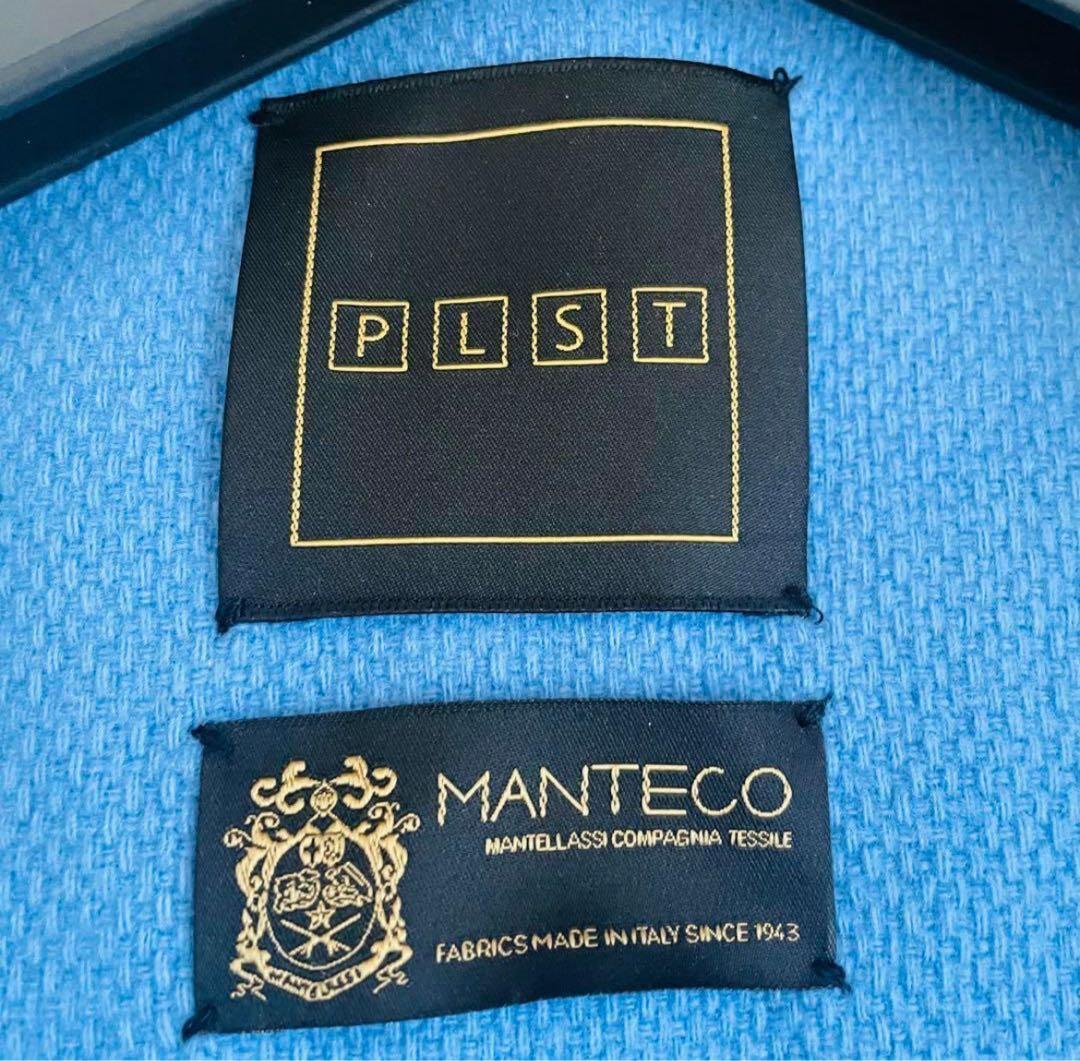 PLST
MANTECO
MANTELLASSI COMPAGNIA TESSILE
FABRICS MADE IN ITALY SINCE 1943